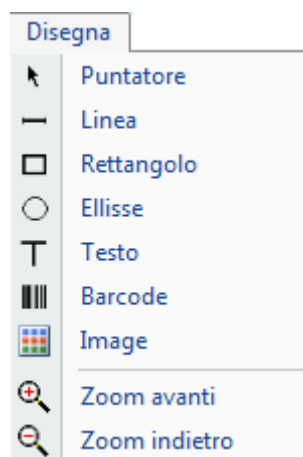 Disegna
Puntatore
Linea
Rettangolo
Ellisse
Testo
Barcode
Image
Zoom avanti
Zoom indietro